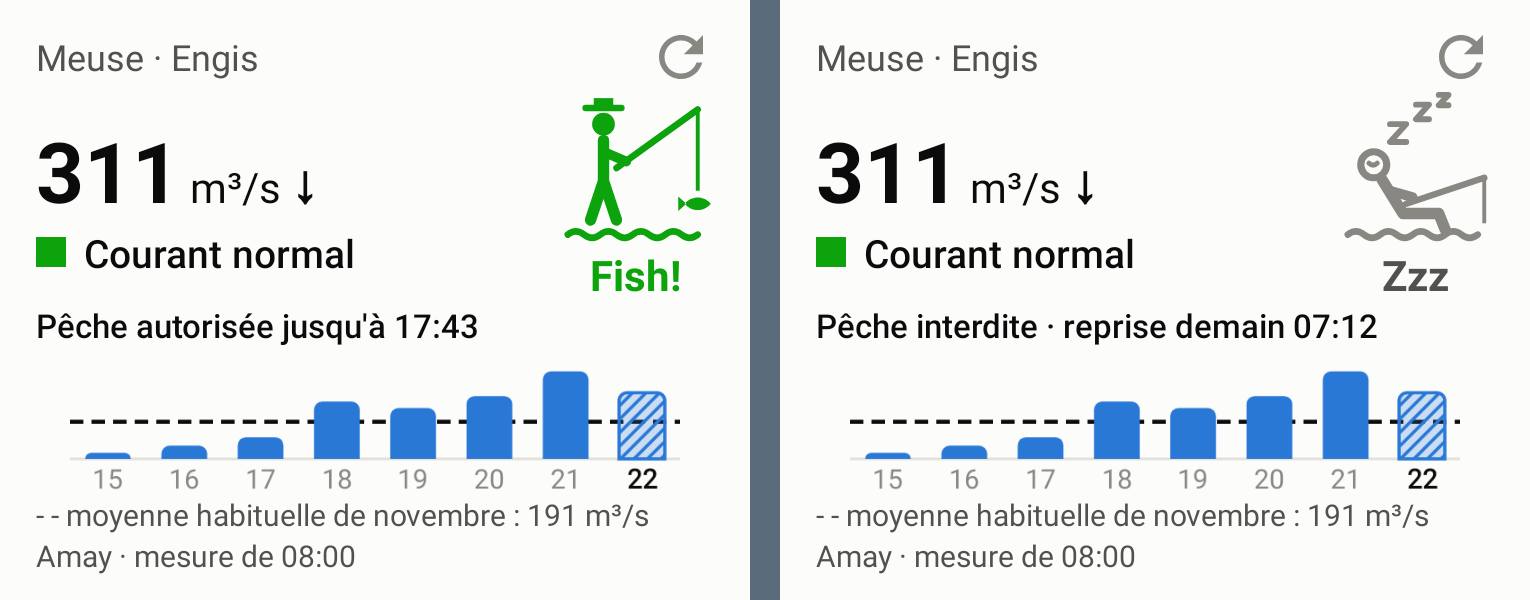 Meuse · Engis
311 m³/s ↓
Courant normal
Fish!
Pêche autorisée jusqu'à 17:43
15 16 17 18 19 20 21 22
- - moyenne habituelle de novembre : 191 m³/s
Amay · mesure de 08:00
Meuse · Engis
z z z
311 m³/s ↓
Courant normal
Zzz
Pêche interdite · reprise demain 07:12
15 16 17 18 19 20 21 22
- - moyenne habituelle de novembre : 191 m³/s
Amay · mesure de 08:00